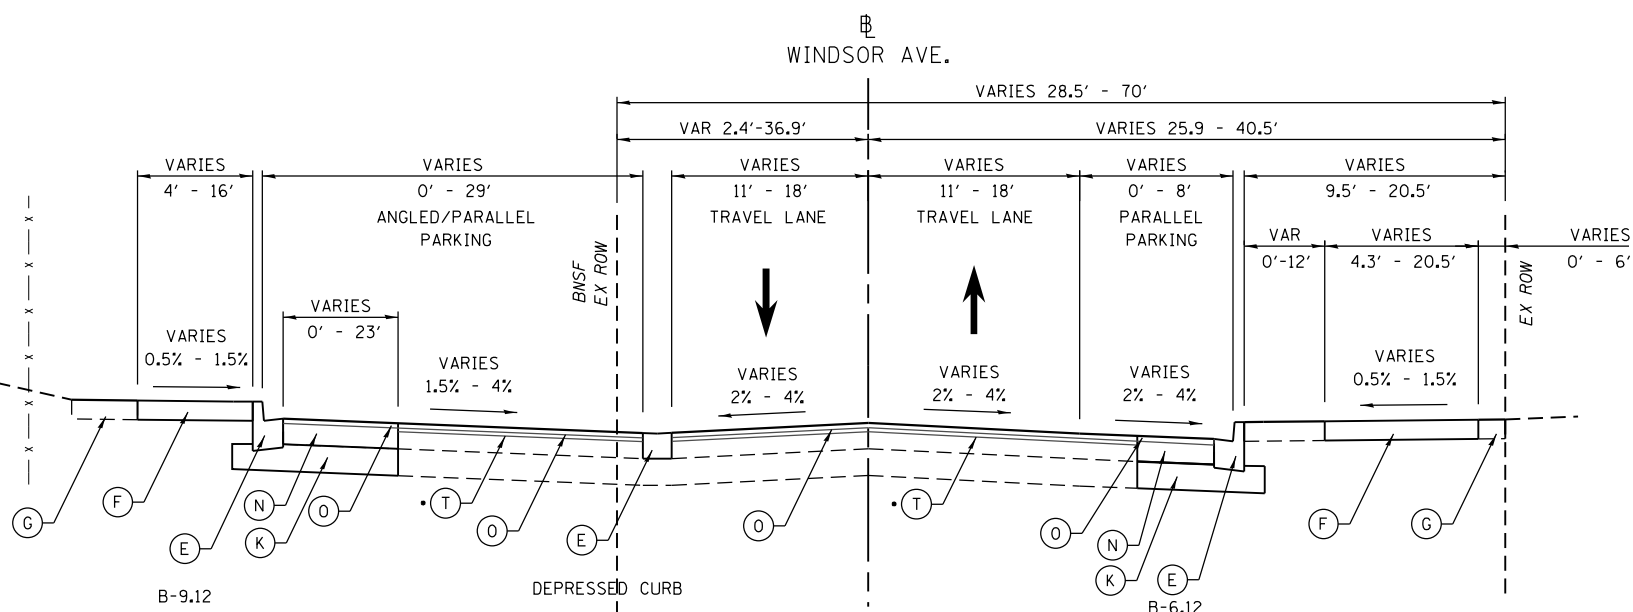 BL
WINDSOR AVE.
VARIES 28.5' - 70'
VAR 2.4'-36.9'
VARIES 25.9 - 40.5'
VARIES
4' - 16'
VARIES
0' - 29'
ANGLED/PARALLEL
PARKING
VARIES
11' - 18'
TRAVEL LANE
VARIES
11' - 18'
TRAVEL LANE
VARIES
0' - 8'
PARALLEL
PARKING
VARIES
9.5' - 20.5'
VAR
0'-12'
VARIES
4.3' - 20.5'
VARIES
0' - 6'
BNSF
EX ROW
EX ROW
VARIES
0' - 23'
VARIES
0.5% - 1.5%
VARIES
1.5% - 4%
VARIES
2% - 4%
VARIES
2% - 4%
VARIES
2% - 4%
VARIES
0.5% - 1.5%
x
x
x
x
x
G
F
E
N
K
O
• T
O
E
O
• T
O
N
K
E
F
G
B-9.12
DEPRESSED CURB
B-6.12